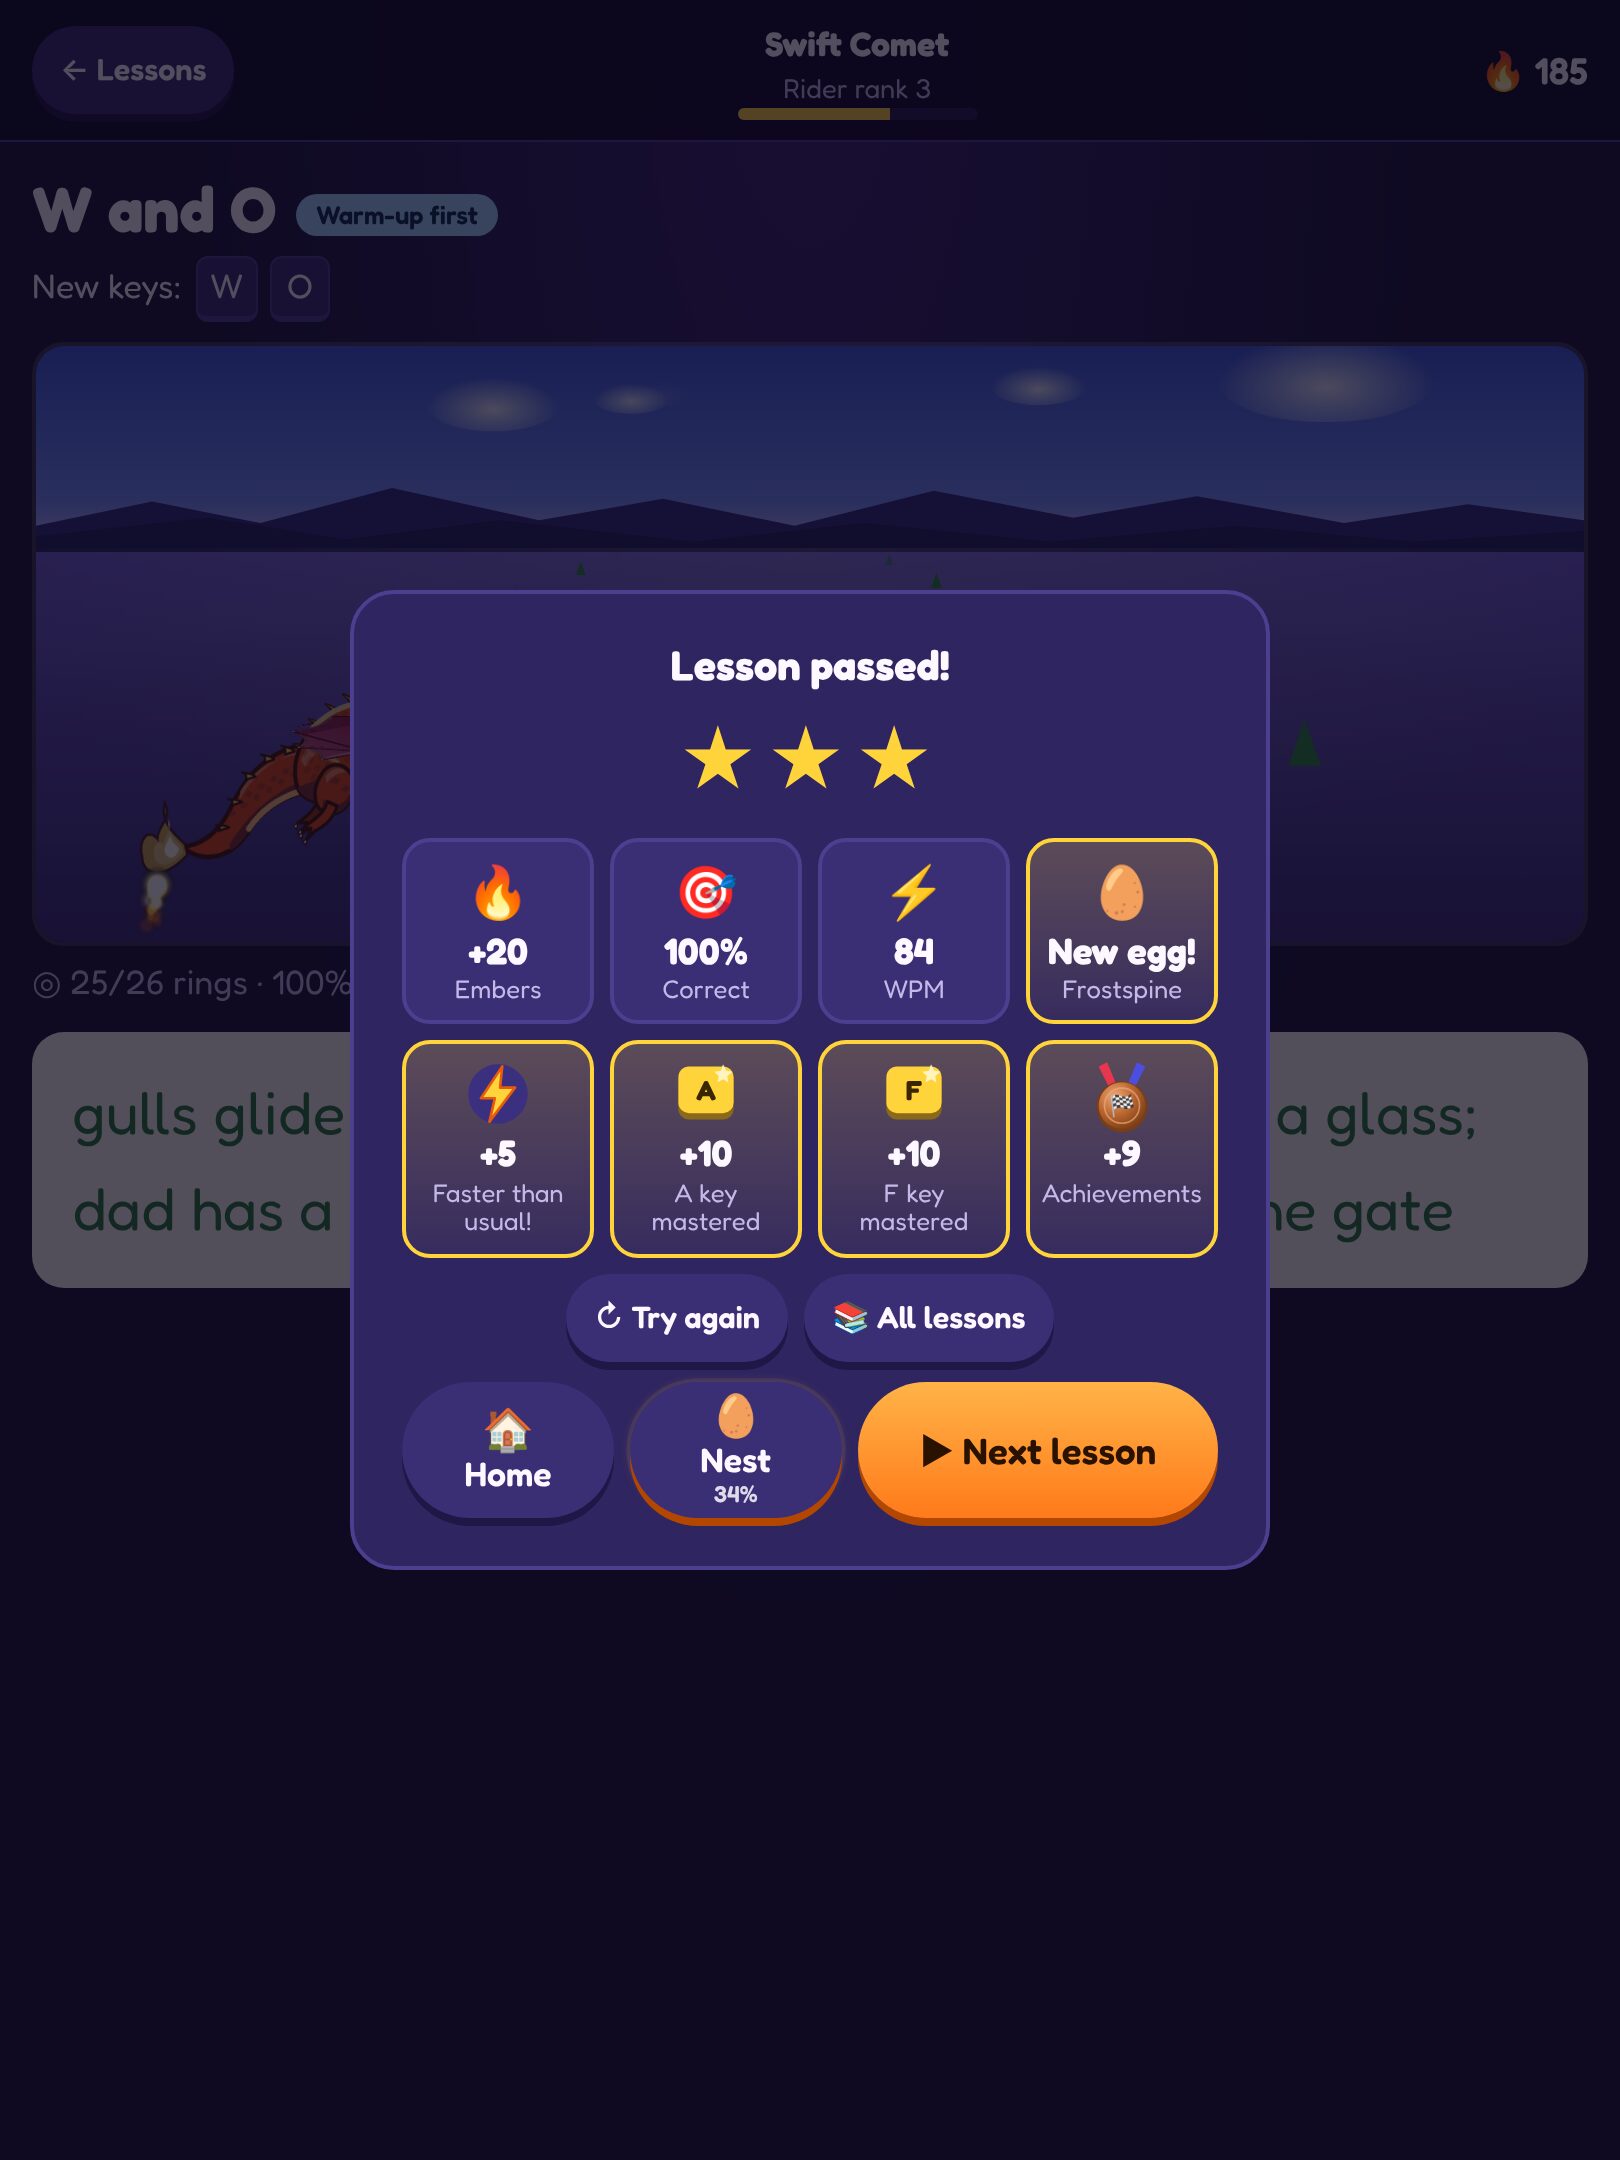 ← Lessons
Swift Comet
Rider rank 3
185
W and O
Warm-up first
New keys: W O
Lesson passed!
+20
Embers
100%
Correct
84
WPM
New egg!
Frostspine
◎ 25/26 rings · 100%
+5
Faster than
usual!
A
+10
A key
mastered
F
+10
F key
mastered
+9
Achievements
gulls glide
a glass;
dad has a
gate
↻ Try again
All lessons
Home
Nest
34%
▶ Next lesson